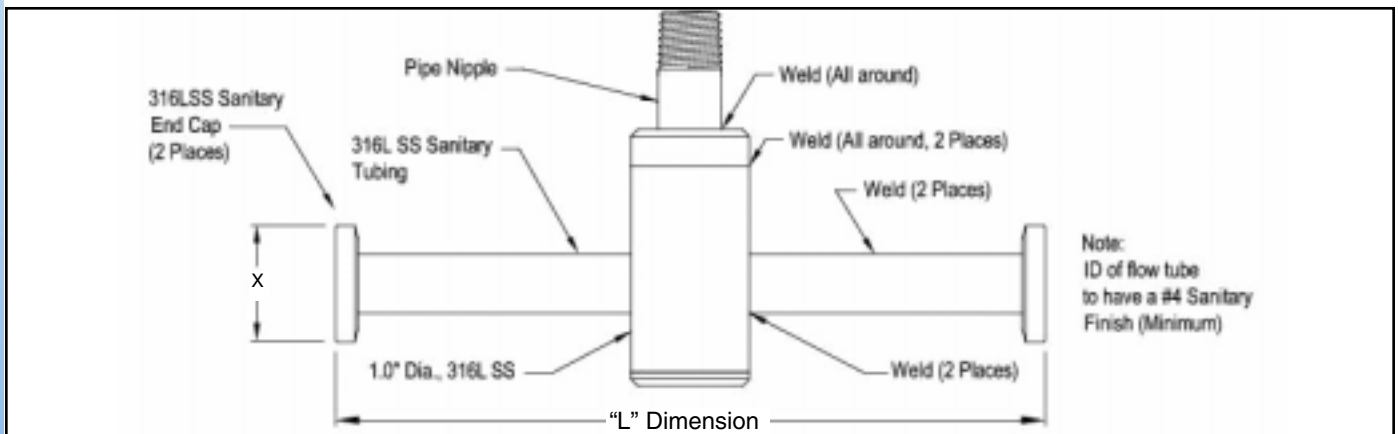 Pipe Nipple
Weld (All around)
316LSS Sanitary
End Cap
(2 Places)
316L SS Sanitary
Tubing
Weld (All around, 2 Places)
Weld (2 Places)
X
Note:
ID of flow tube
to have a #4 Sanitary
Finish (Minimum)
1.0" Dia., 316L SS
Weld (2 Places)
“L” Dimension